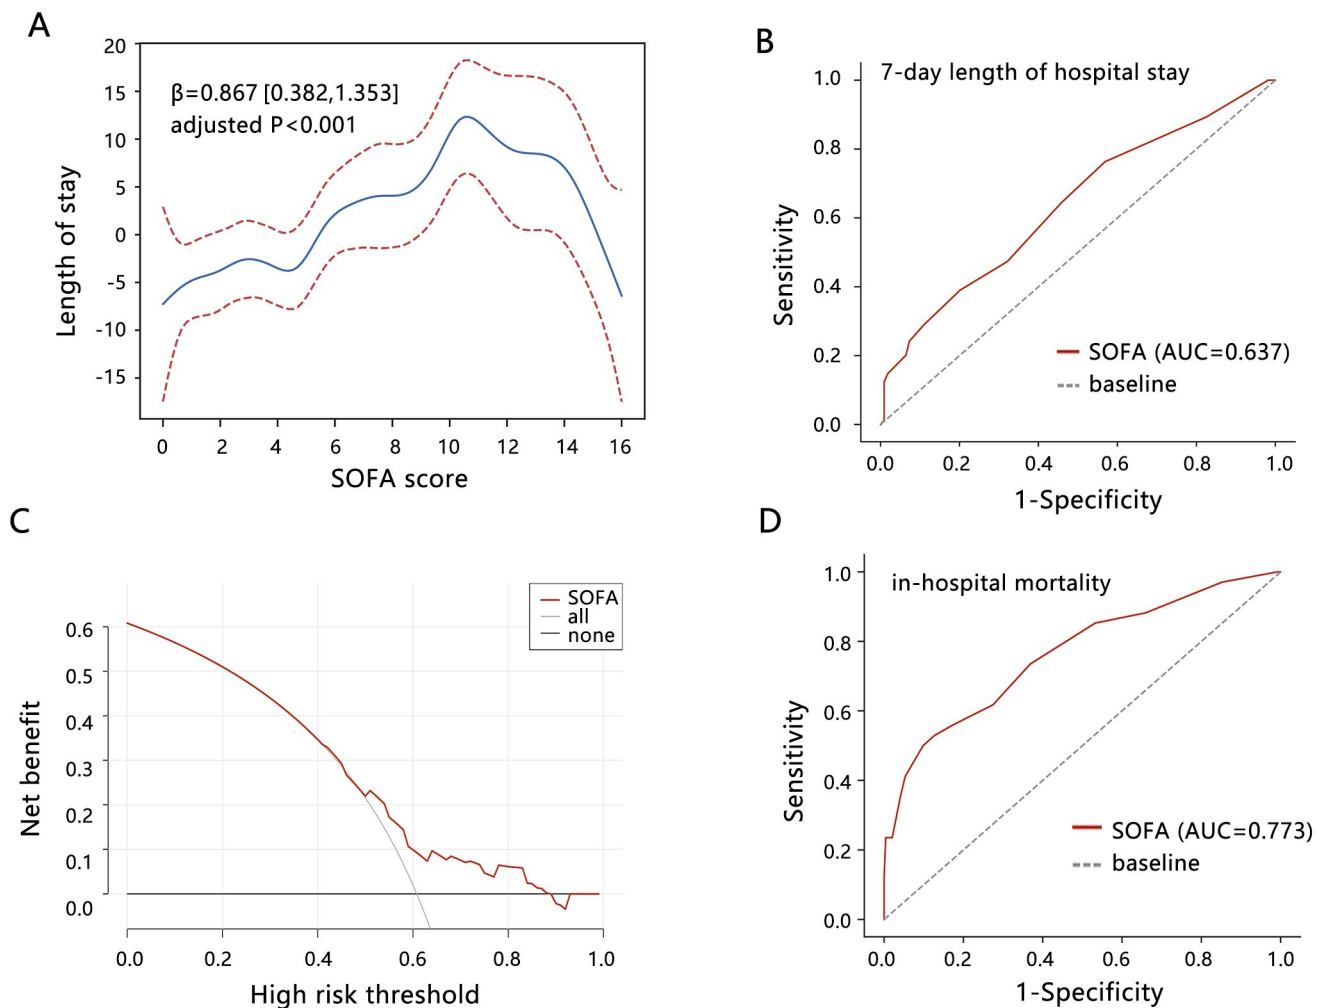 A
20
15
10
5
0
-5
-10
-15
Length of stay
β=0.867 [0.382,1.353]
adjusted P<0.001
0 2 4 6 8 10 12 14 16
SOFA score
B
7-day length of hospital stay
1.0
0.8
0.6
0.4
0.2
0.0
Sensitivity
SOFA (AUC=0.637)
baseline
0.0 0.2 0.4 0.6 0.8 1.0
1-Specificity
C
SOFA
all
none
0.6
0.5
0.4
0.3
0.2
0.1
0.0
Net benefit
0.0 0.2 0.4 0.6 0.8 1.0
High risk threshold
D
in-hospital mortality
1.0
0.8
0.6
0.4
0.2
0.0
Sensitivity
SOFA (AUC=0.773)
baseline
0.0 0.2 0.4 0.6 0.8 1.0
1-Specificity